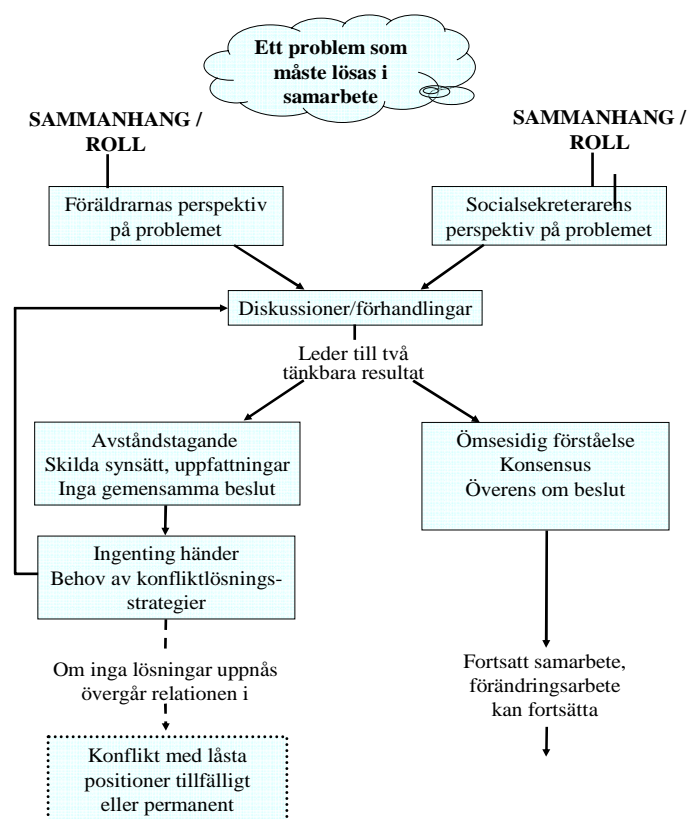 Ett problem som
måste lösas i
samarbete
SAMMANHANG /
ROLL
SAMMANHANG /
ROLL
Föräldrarnas perspektiv
på problemet
Socialsekreterarens
perspektiv på problemet
Diskussioner/förhandlingar
Leder till två
tänkbara resultat
Avståndstagande
Skilda synsätt, uppfattningar
Inga gemensamma beslut
Ömsesidig förståelse
Konsensus
Överens om beslut
Ingenting händer
Behov av konfliktlösnings-
strategier
Om inga lösningar uppnås
övergår relationen i
Fortsatt samarbete,
förändringsarbete
kan fortsätta
Konflikt med låsta
positioner tillfälligt
eller permanent